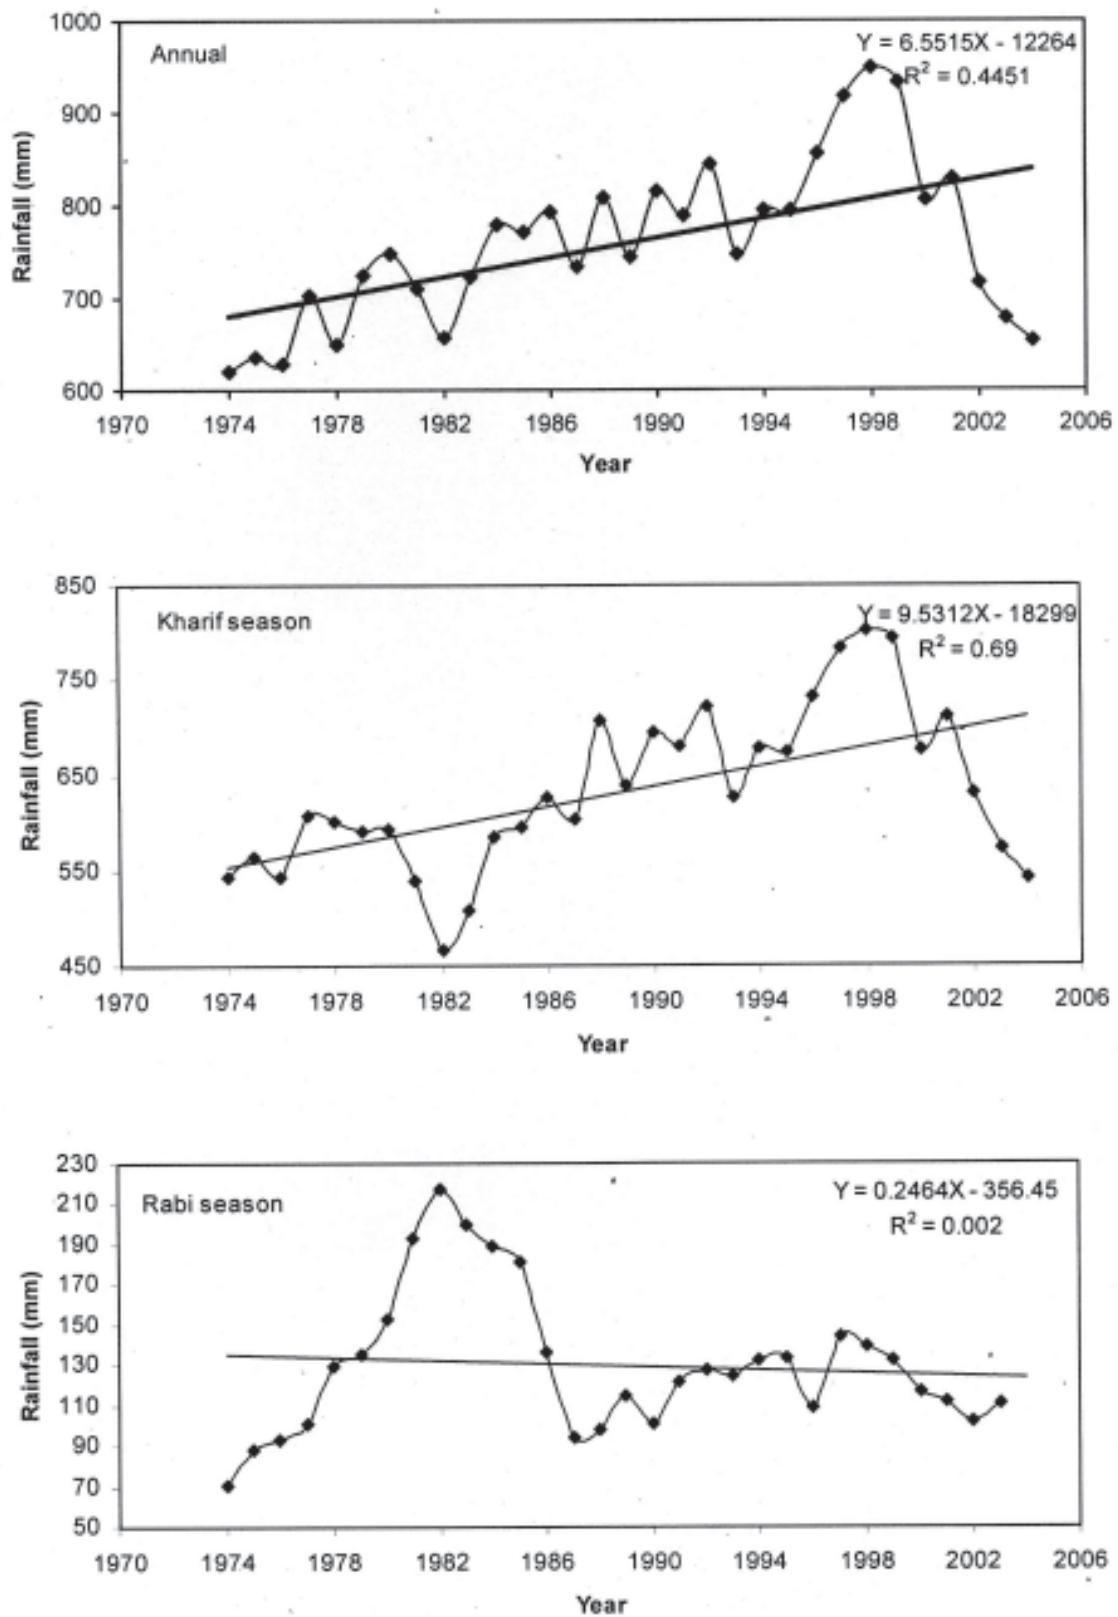 Annual
Y = 6.5515X - 12264
R² = 0.4451
Rainfall (mm)
1000
900
800
700
600
1970 1974 1978 1982 1986 1990 1994 1998 2002 2006
Year
Kharif season
Y = 9.5312X - 18299
R² = 0.69
Rainfall (mm)
850
750
650
550
450
1970 1974 1978 1982 1986 1990 1994 1998 2002 2006
Year
Rabi season
Y = 0.2464X - 356.45
R² = 0.002
Rainfall (mm)
230
210
190
170
150
130
110
90
70
50
1970 1974 1978 1982 1986 1990 1994 1998 2002 2006
Year